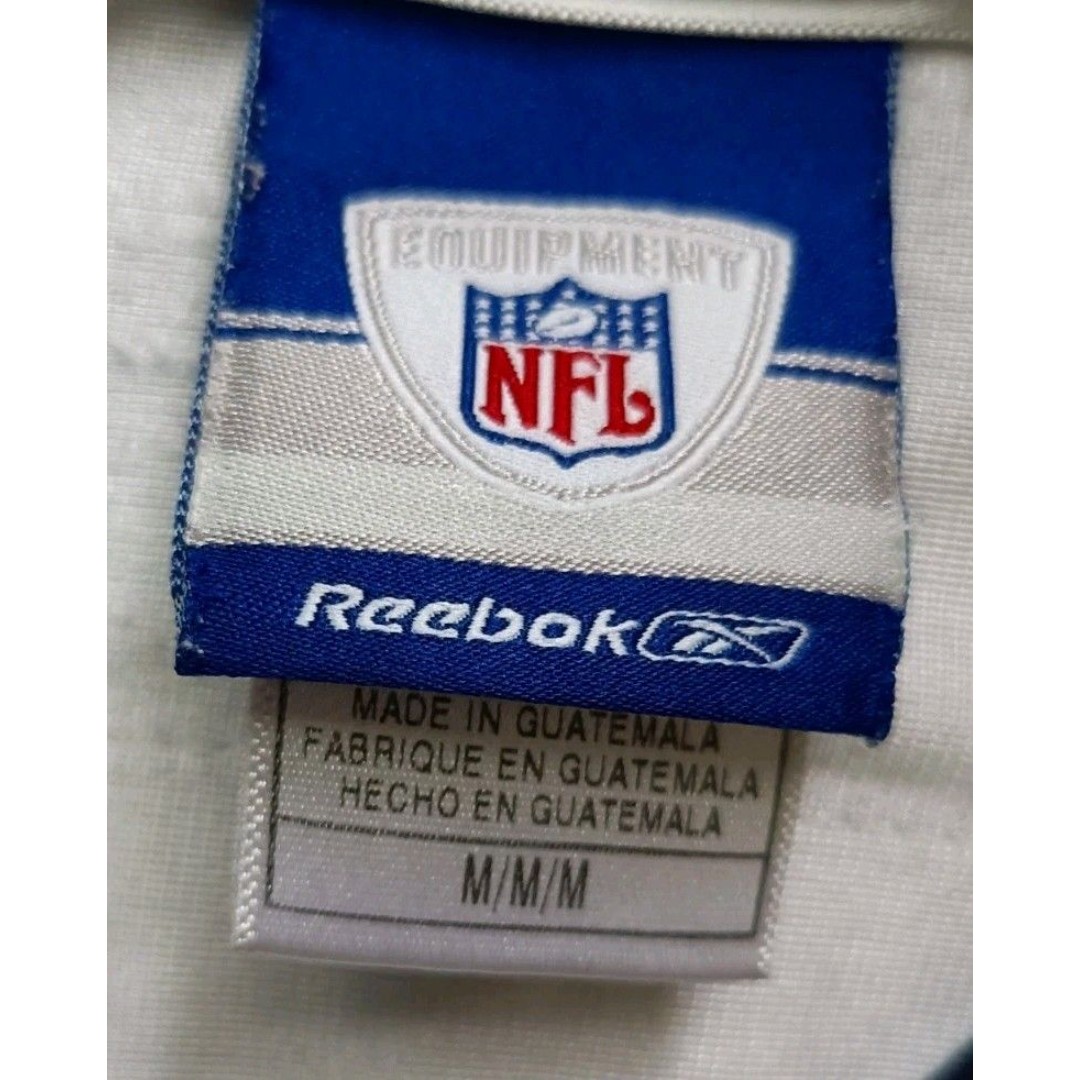 EQUIPMENT
NFL
Reebok
MADE IN GUATEMALA
FABRIQUE EN GUATEMALA
HECHO EN GUATEMALA
M/M/M